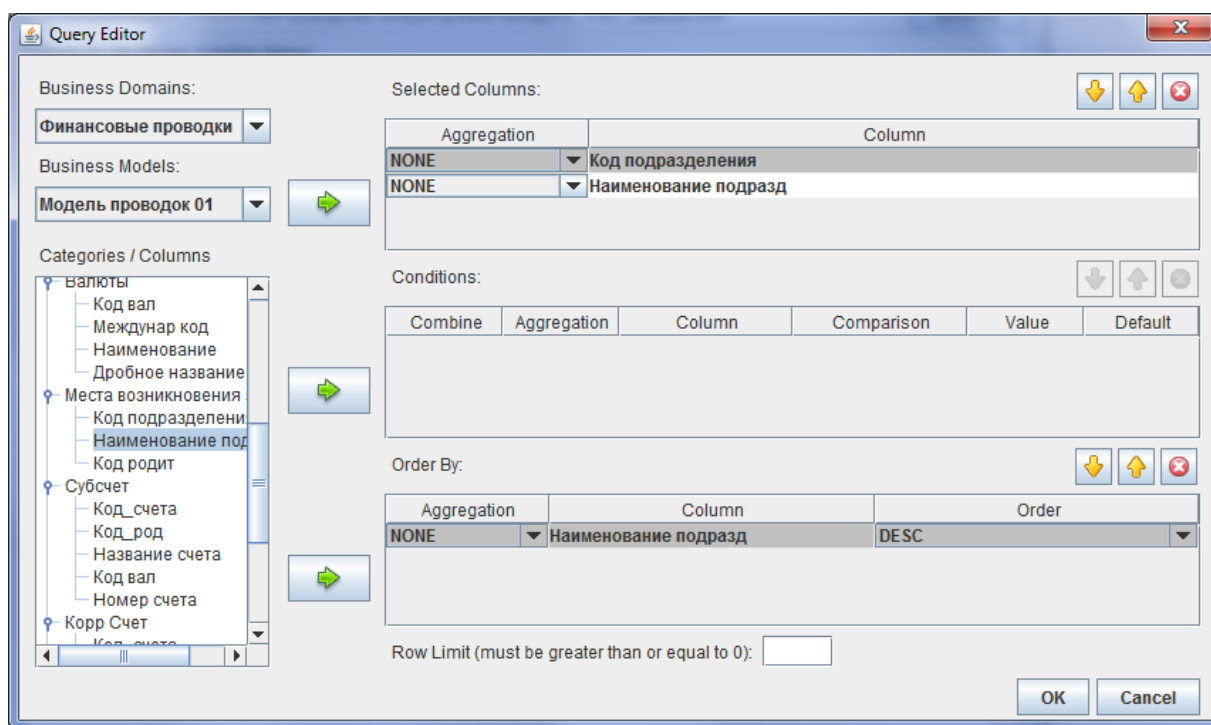 Query Editor
Business Domains:
Финансовые проводки
Business Models:
Модель проводок 01
Categories / Columns
Валюты
Код вал
Междунар код
Наименование
Дробное название
Места возникновения
Код подразделени
Наименование под
Код родит
Субсчет
Код_счета
Код_род
Название счета
Код вал
Номер счета
Корр Счет
Selected Columns:
Aggregation Column
NONE Код подразделения
NONE Наименование подразд
Conditions:
Combine Aggregation Column Comparison Value Default
Order By:
Aggregation Column Order
NONE Наименование подразд DESC
Row Limit (must be greater than or equal to 0):
OK Cancel